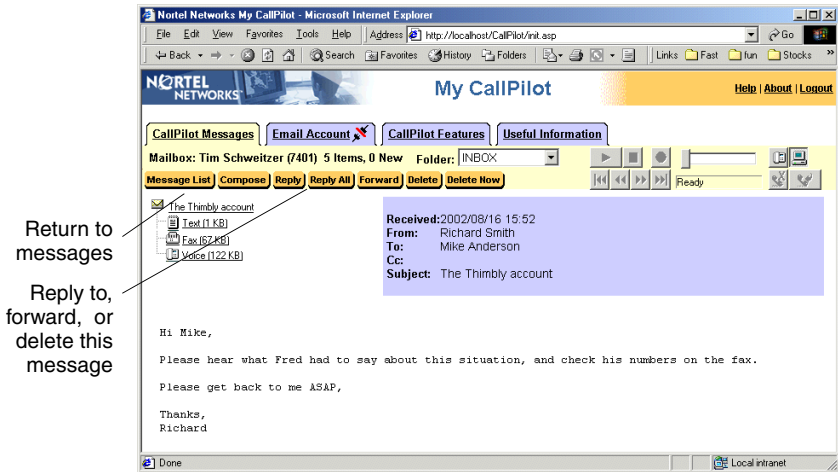 Nortel Networks My CallPilot - Microsoft Internet Explorer
File Edit View Favorites Tools Help Address http://localhost/CallPilot/init.asp Go
Back Search Favorites History Folders Links Fast fun Stocks »
NORTEL NETWORKS My CallPilot Help | About | Logout
CallPilot Messages Email Account CallPilot Features Useful Information
Mailbox: Tim Schweitzer (7401) 5 Items, 0 New Folder: INBOX
Message List Compose Reply Reply All Forward Delete Delete Now Ready
The Thimbly account
Text (1 KB)
Fax (67 KB)
Voice (122 KB)
Received: 2002/08/16 15:52
From: Richard Smith
To: Mike Anderson
Cc:
Subject: The Thimbly account
Return to
messages
Reply to,
forward, or
delete this
message
Hi Mike,
Please hear what Fred had to say about this situation, and check his numbers on the fax.
Please get back to me ASAP,
Thanks,
Richard
Done Local intranet